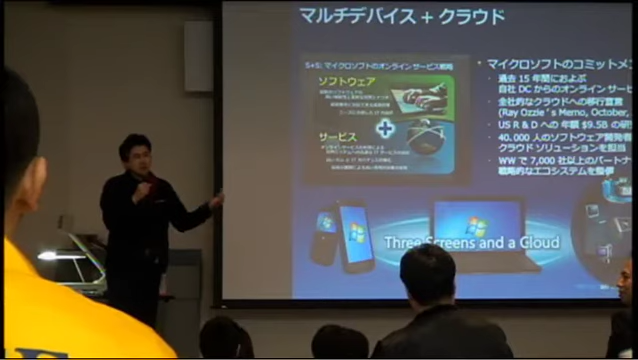 マルチデバイス + クラウド
S+S: マイクロソフトのオンラインサービス戦略
ソフトウェア
サービス
マイクロソフトのコミットメン
過去 15 年間におよぶ
自社 DC からのオンラインサービ
全社的なクラウドへの移行宣言
(Ray Ozzie's Memo, October,
US R&D への 年額 $9.5B の研
40,000 人のソフトウェア開発者
クラウド ソリューションを担当
WW で 7,000 社以上のパートナ
戦略的なエコシステムを整備
Three Screens and a Cloud